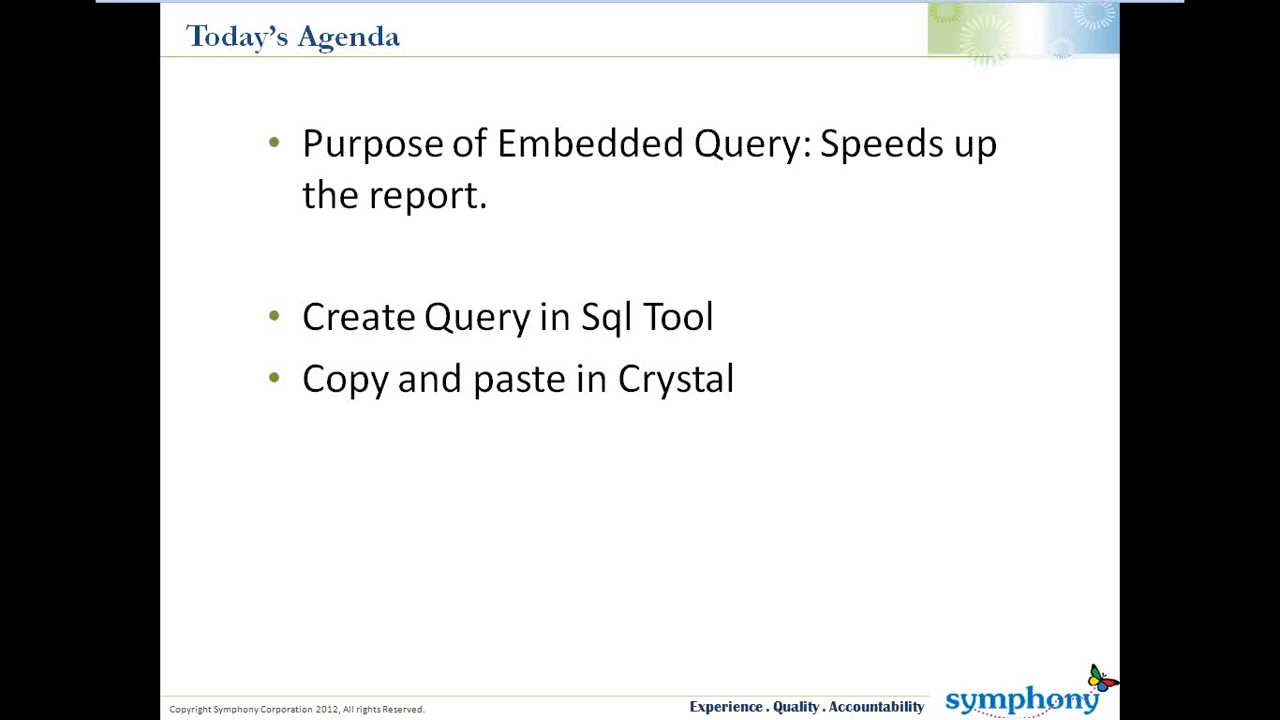 Today's Agenda
• Purpose of Embedded Query: Speeds up
the report.
• Create Query in Sql Tool
• Copy and paste in Crystal
Copyright Symphony Corporation 2012, All rights Reserved.
Experience . Quality . Accountability
symphony